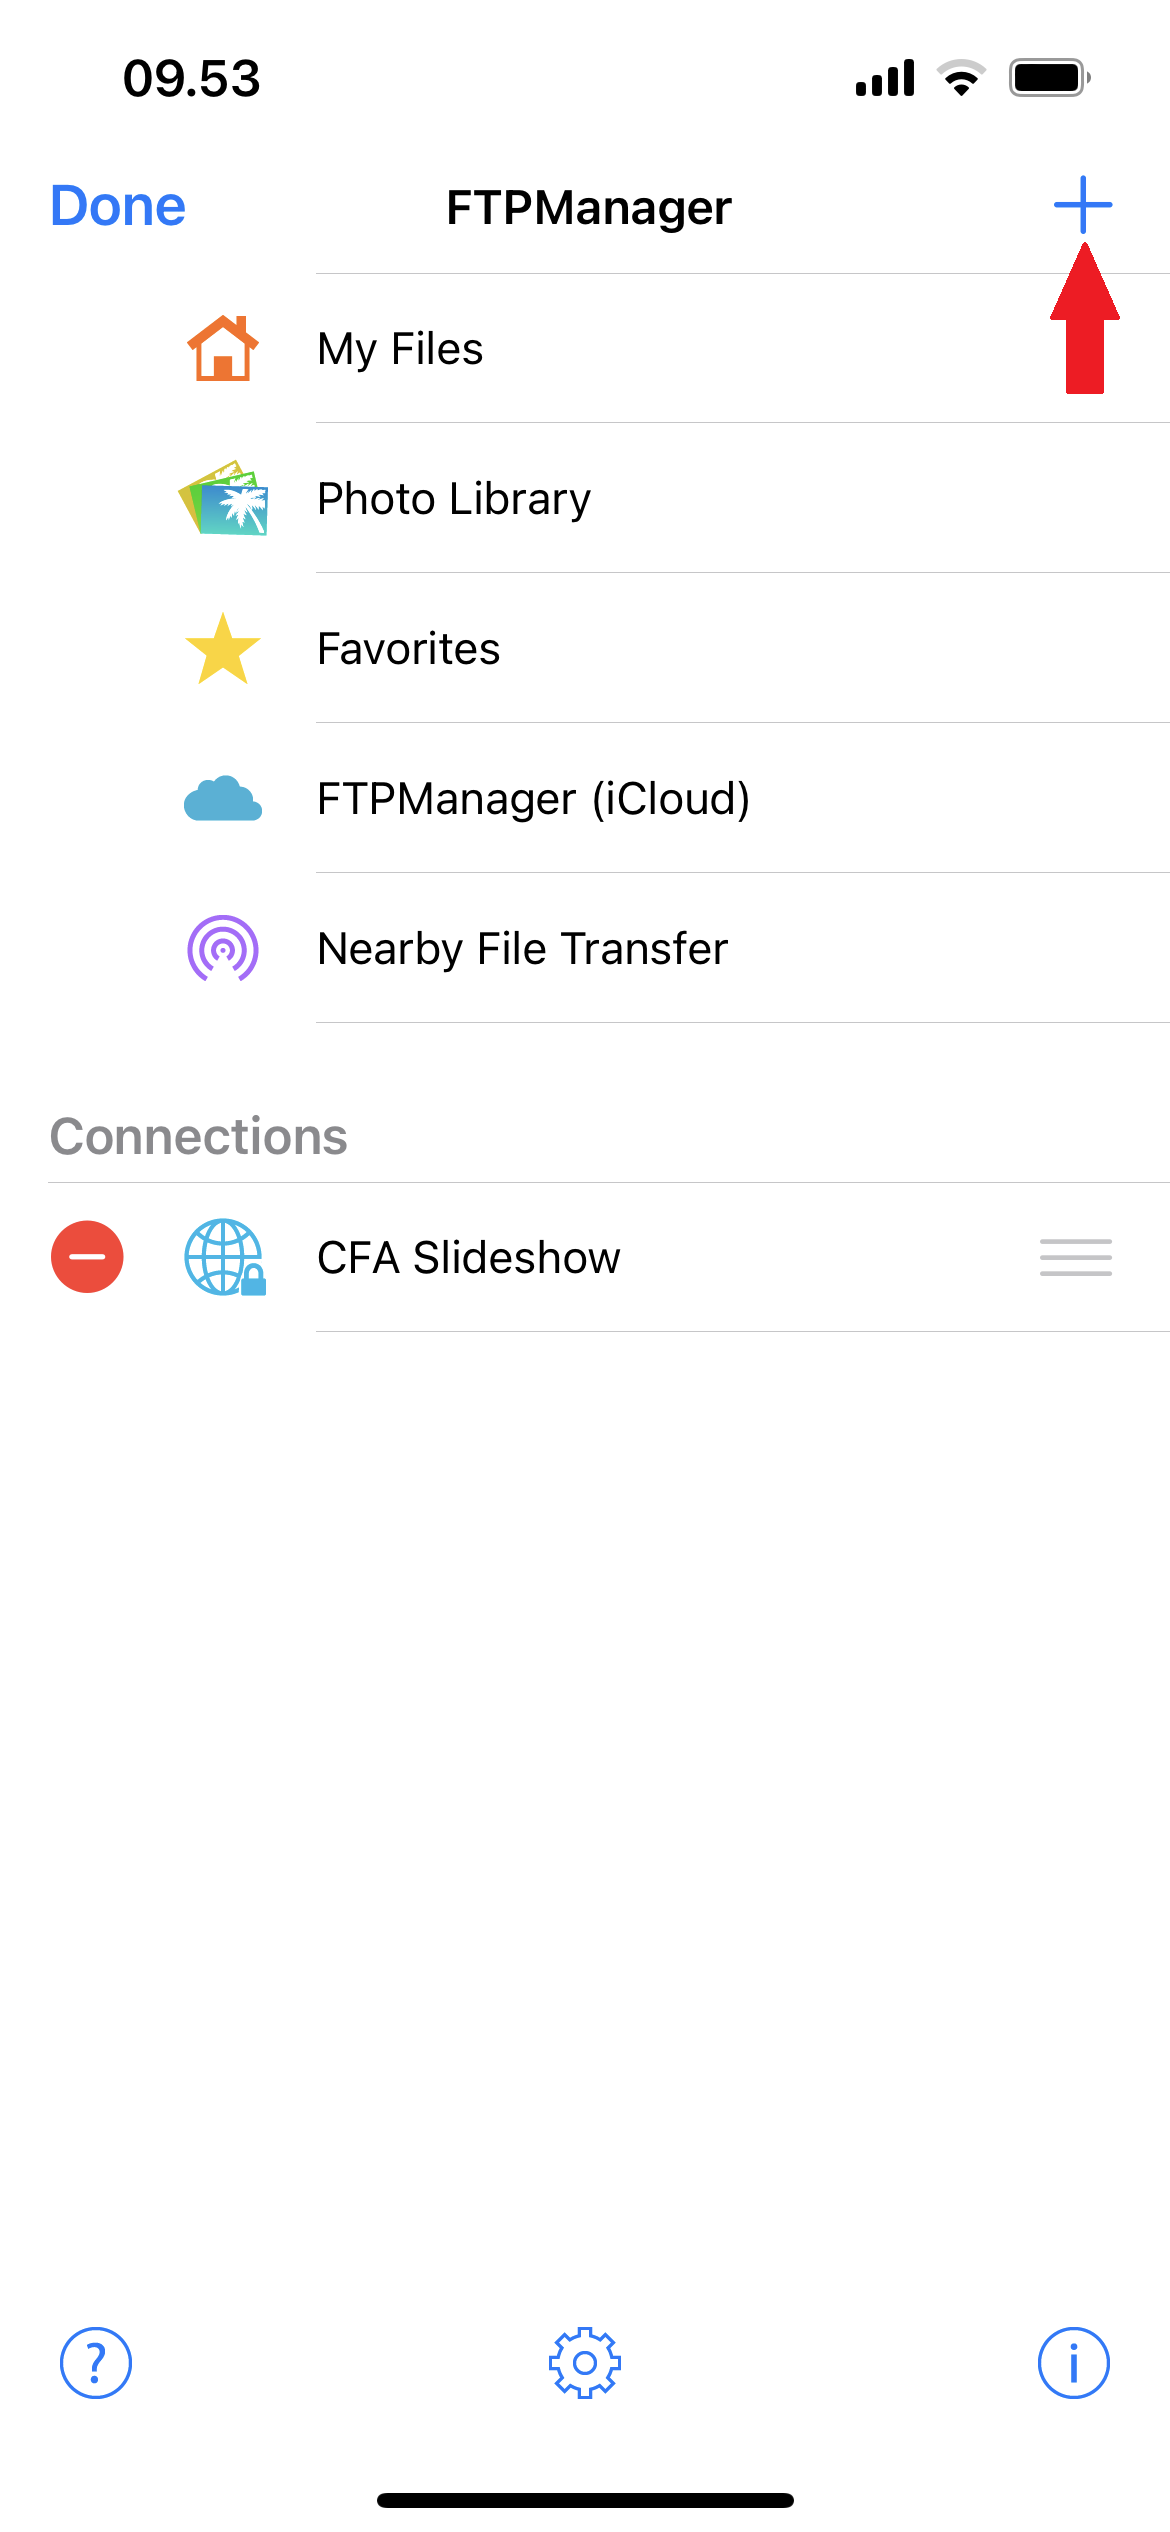 09.53
Done FTPManager
My Files
Photo Library
Favorites
FTPManager (iCloud)
Nearby File Transfer
Connections
CFA Slideshow